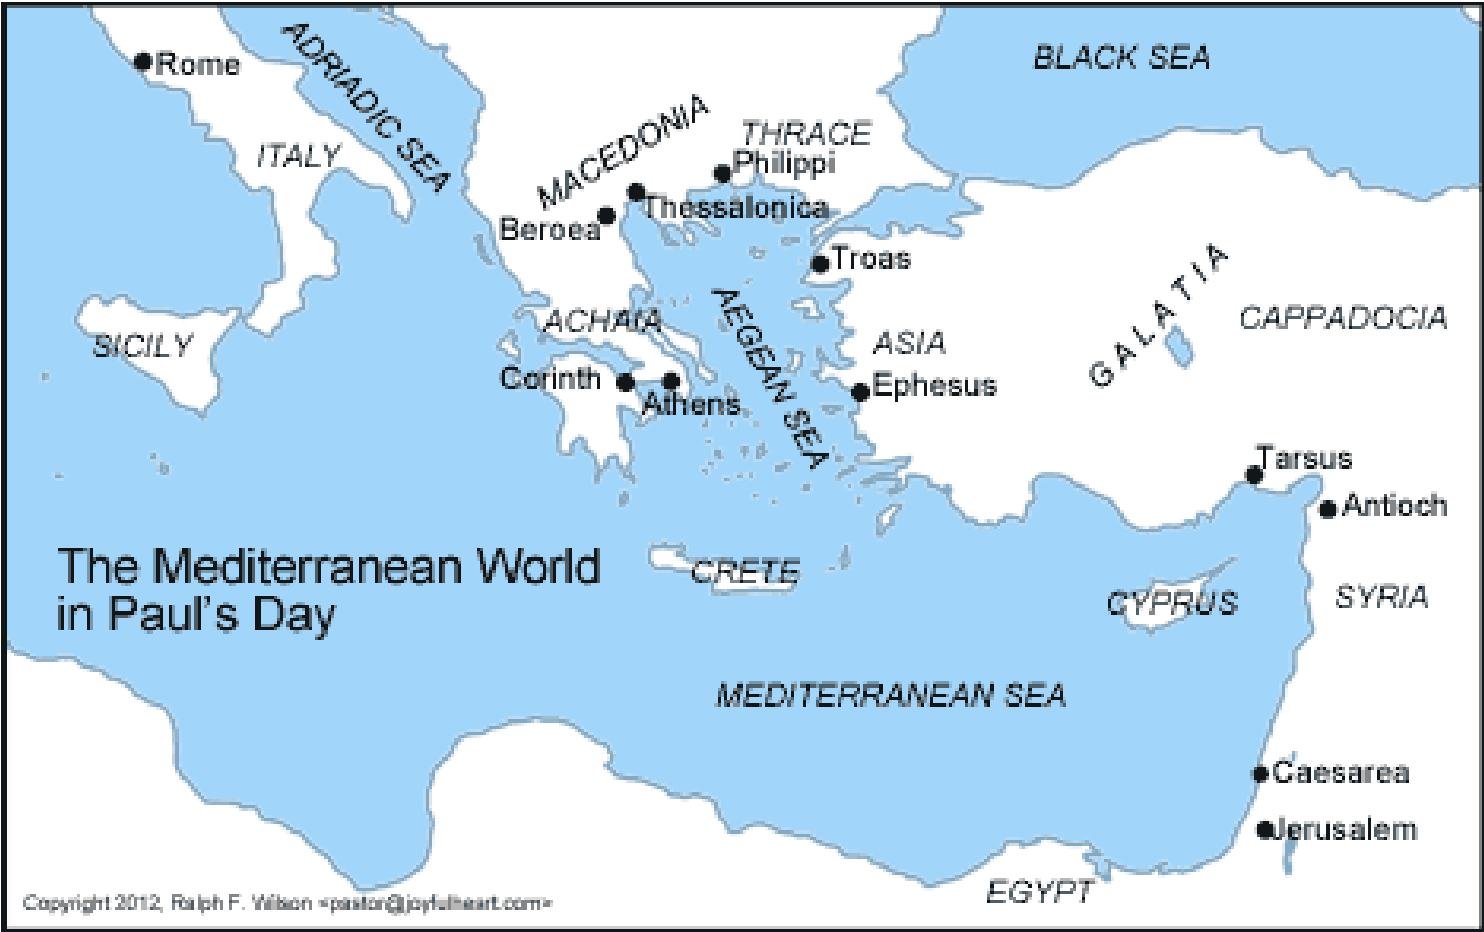 BLACK SEA
ADRIADIC SEA
Rome
ITALY
MACEDONIA
THRACE
Philippi
Thessalonica
Beroea
Troas
GALATIA
CAPPADOCIA
SICILY
ACHAIA
AEGEAN SEA
ASIA
Corinth
Athens
Ephesus
Tarsus
Antioch
The Mediterranean World
in Paul's Day
CRETE
CYPRUS
SYRIA
MEDITERRANEAN SEA
Caesarea
Jerusalem
EGYPT
Copyright 2012, Ralph F. Wilson <pastor@joyfulheart.com>